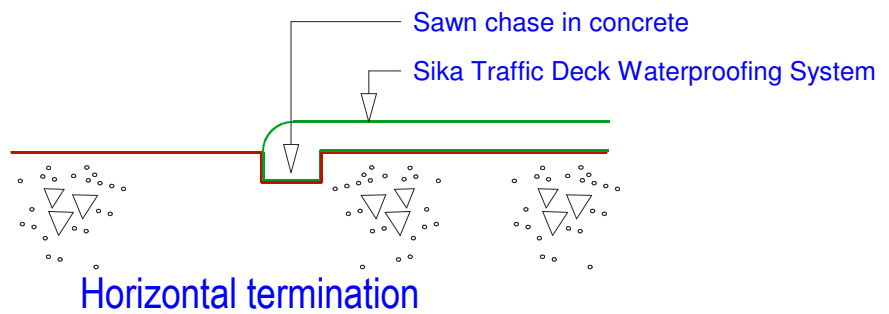 Sawn chase in concrete
Sika Traffic Deck Waterproofing System
Horizontal termination